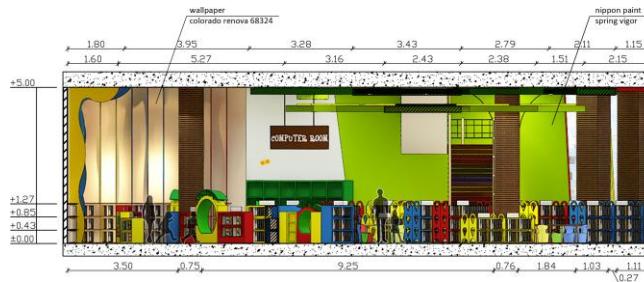 wallpaper
colorado renova 68324
nippon paint
spring vigor
1.80 3.95 3.28 3.43 2.79 2.11 1.15
1.60 5.27 3.16 2.43 2.38 1.51 2.15
+5.00
COMPUTER ROOM
+1.27
+0.85
+0.43
±0.00
3.50 0.75 9.25 0.76 1.84 1.03 1.11
0.27